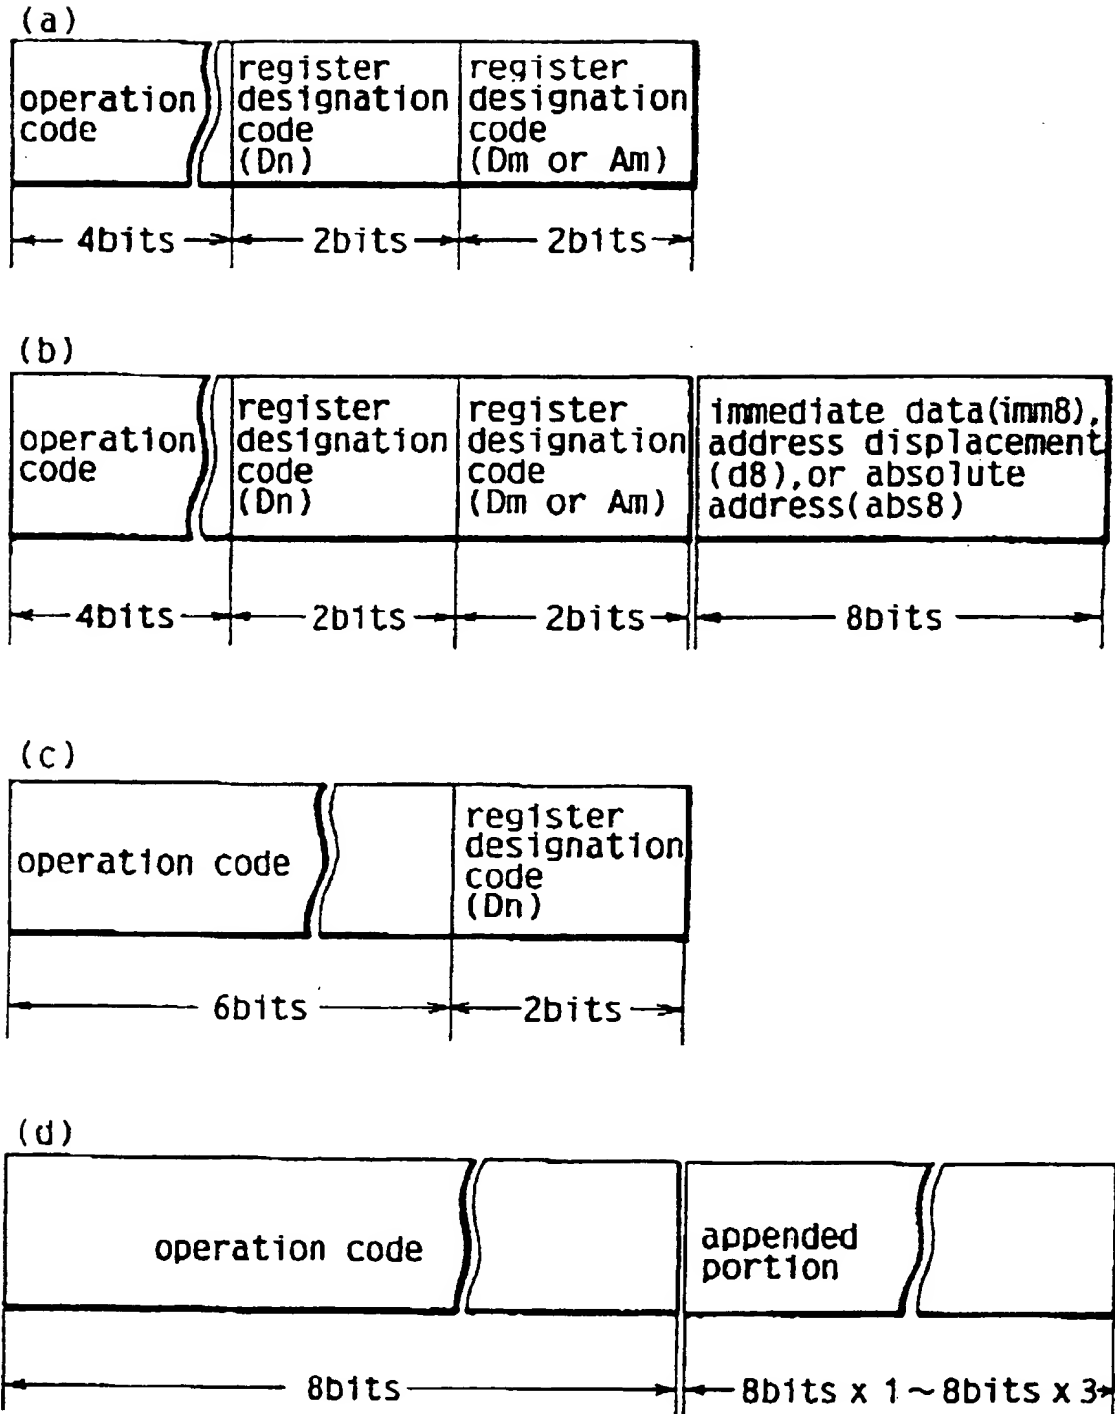 (a)
operation code
register designation code (Dn)
register designation code (Dm or Am)
4bits
2bits
2bits
(b)
operation code
register designation code (Dn)
register designation code (Dm or Am)
immediate data(imm8), address displacement (d8),or absolute address(abs8)
4bits
2bits
2bits
8bits
(c)
operation code
register designation code (Dn)
6bits
2bits
(d)
operation code
appended portion
8bits
8bits x 1~8bits x 3